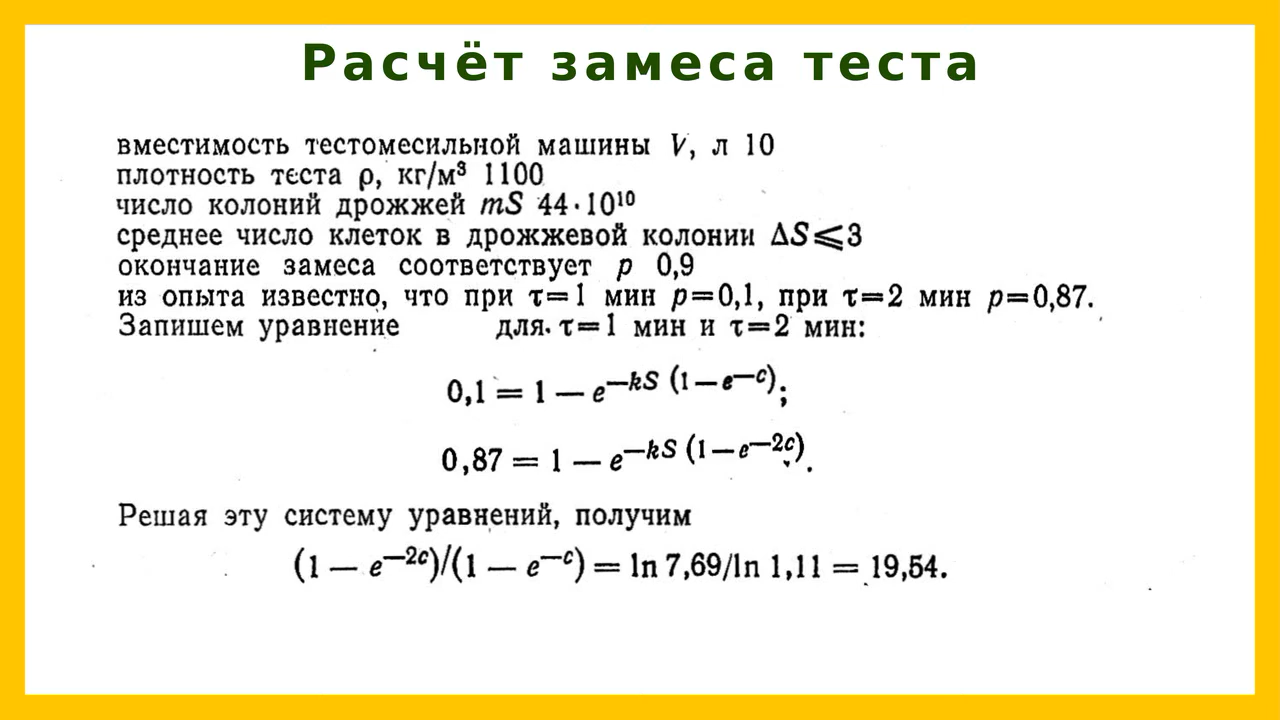 Расчёт замеса теста
вместимость тестомесильной машины V, л 10
плотность теста ρ, кг/м³ 1100
число колоний дрожжей mS 44·10¹⁰
среднее число клеток в дрожжевой колонии ΔS⩽3
окончание замеса соответствует p 0,9
из опыта известно, что при τ=1 мин p=0,1, при τ=2 мин p=0,87.
Запишем уравнение для τ=1 мин и τ=2 мин:
0,1 = 1 — e^{—kS (1—e^{—c})};
0,87 = 1 — e^{—kS (1—e^{—2c})}.
Решая эту систему уравнений, получим
(1 — e^{—2c})/(1 — e^{—c}) = ln 7,69/ln 1,11 = 19,54.